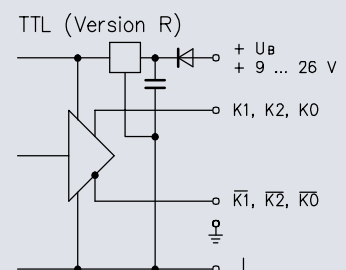 TTL (Version R)
+ UB
+ 9 ... 26 V
K1, K2, K0
K̅1̅, K̅2̅, K̅0̅